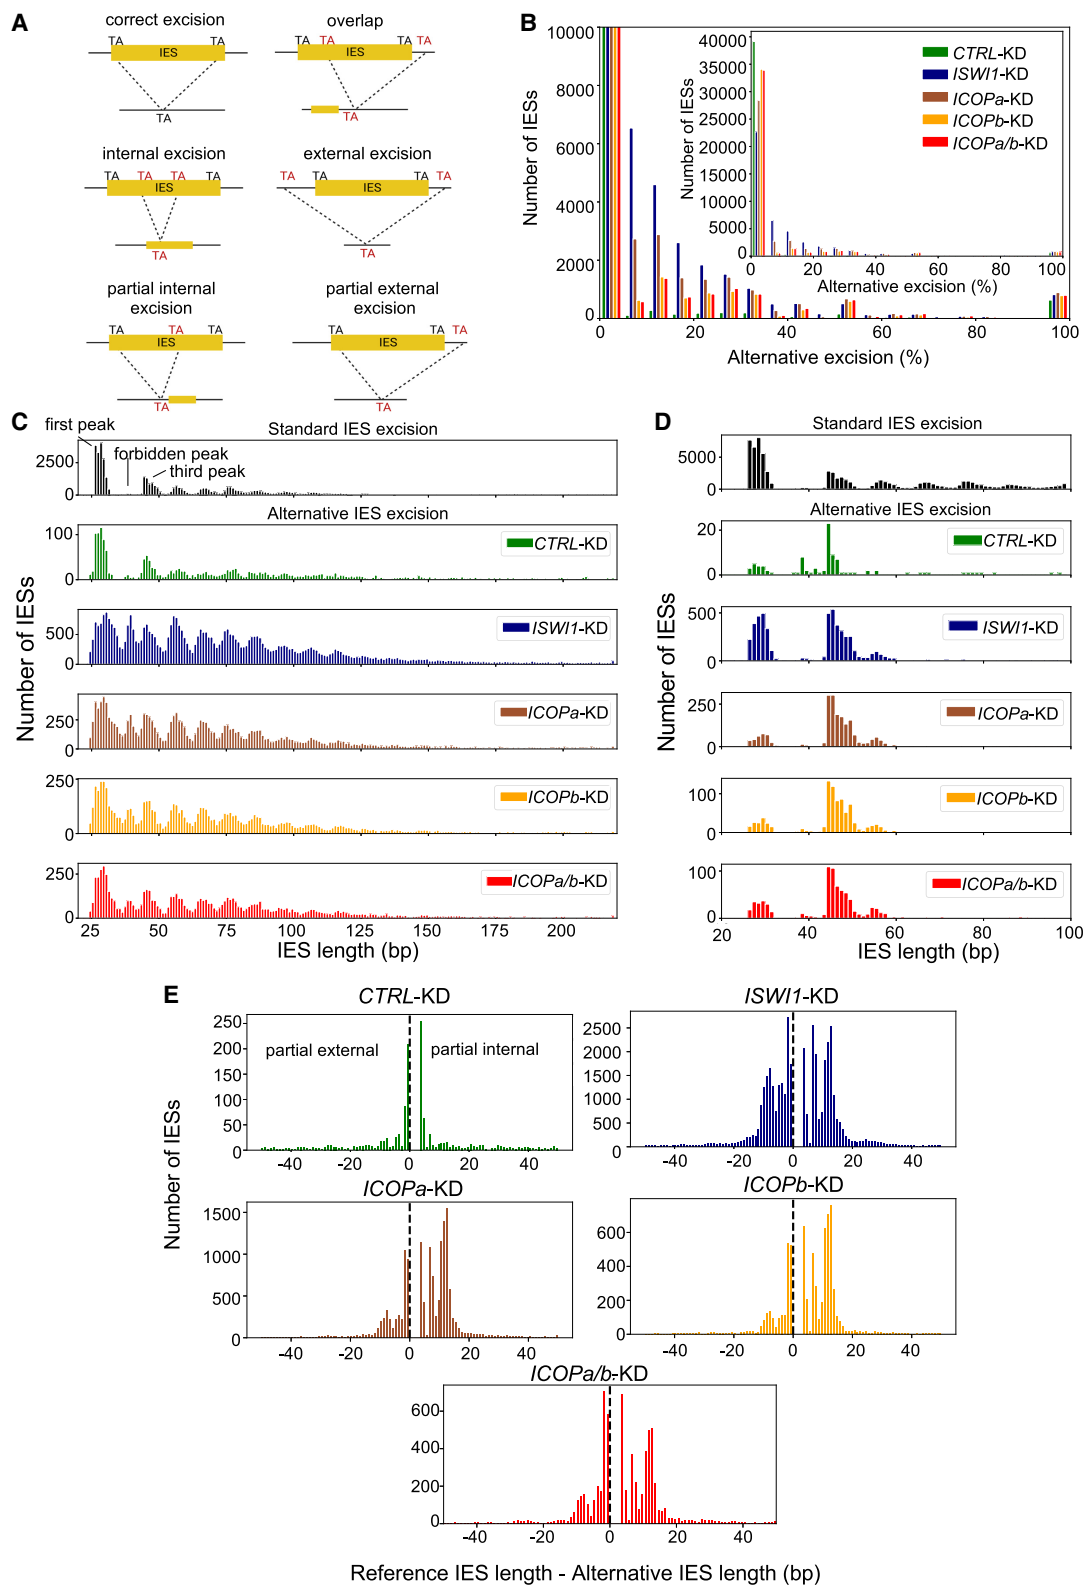 A
correct excision
TA TA
IES
TA
overlap
TA TA TA TA
IES
TA
internal excision
TA TA TA TA
IES
TA
external excision
TA TA TA TA
IES
TA
partial internal
excision
TA TA TA
IES
TA
partial external
excision
TA TA TA
IES
TA
B
Number of IESs
10000
8000
6000
4000
2000
0
0 20 40 60 80 100
Alternative excision (%)
Number of IESs
40000
35000
30000
25000
20000
15000
10000
5000
0
0 20 40 60 80 100
Alternative excision (%)
CTRL-KD
ISWI1-KD
ICOPa-KD
ICOPb-KD
ICOPa/b-KD
C
first peak
Standard IES excision
forbidden peak
third peak
2500
0
25 50 75 100 125 150 175 200
Alternative IES excision
Number of IESs
100
0
CTRL-KD
500
0
ISWI1-KD
250
0
ICOPa-KD
250
0
ICOPb-KD
250
0
ICOPa/b-KD
25 50 75 100 125 150 175 200
IES length (bp)
D
Standard IES excision
5000
0
Alternative IES excision
Number of IESs
20
0
CTRL-KD
500
0
ISWI1-KD
250
0
ICOPa-KD
100
0
ICOPb-KD
100
0
ICOPa/b-KD
20 40 60 80 100
IES length (bp)
E
Number of IESs
CTRL-KD
250
200
150
100
50
0
partial external
partial internal
-40 -20 0 20 40
ISWI1-KD
2500
2000
1500
1000
500
0
-40 -20 0 20 40
ICOPa-KD
1500
1000
500
0
-40 -20 0 20 40
ICOPb-KD
600
400
200
0
-40 -20 0 20 40
ICOPa/b-KD
600
400
200
0
-40 -20 0 20 40
Reference IES length - Alternative IES length (bp)